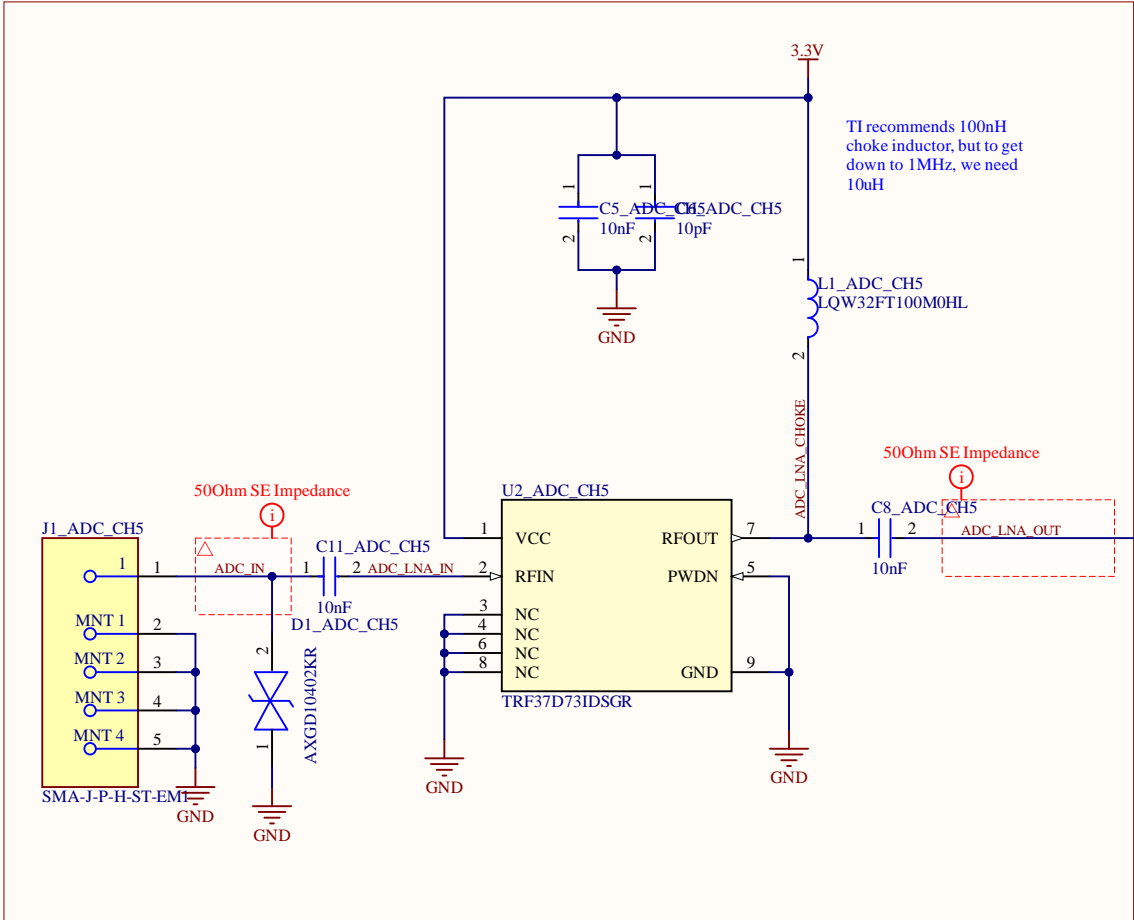 3.3V
TI recommends 100nH
choke inductor, but to get
down to 1MHz, we need
10uH
1
1
C5_ADC_CH5
C6_ADC_CH5
10nF
10pF
2
2
GND
1
L1_ADC_CH5
LQW32FT100M0HL
2
ADC_LNA_CHOKE
50Ohm SE Impedance
i
50Ohm SE Impedance
i
J1_ADC_CH5
1
1
MNT 1
2
MNT 2
3
MNT 3
4
MNT 4
5
SMA-J-P-H-ST-EM1
GND
ADC_IN
C11_ADC_CH5
1
2
10nF
ADC_LNA_IN
D1_ADC_CH5
2
AXGD10402KR
1
GND
U2_ADC_CH5
1
VCC
2
RFIN
3
NC
4
NC
6
NC
8
NC
RFOUT
7
PWDN
5
GND
9
TRF37D73IDSGR
GND
GND
C8_ADC_CH5
1
2
10nF
ADC_LNA_OUT